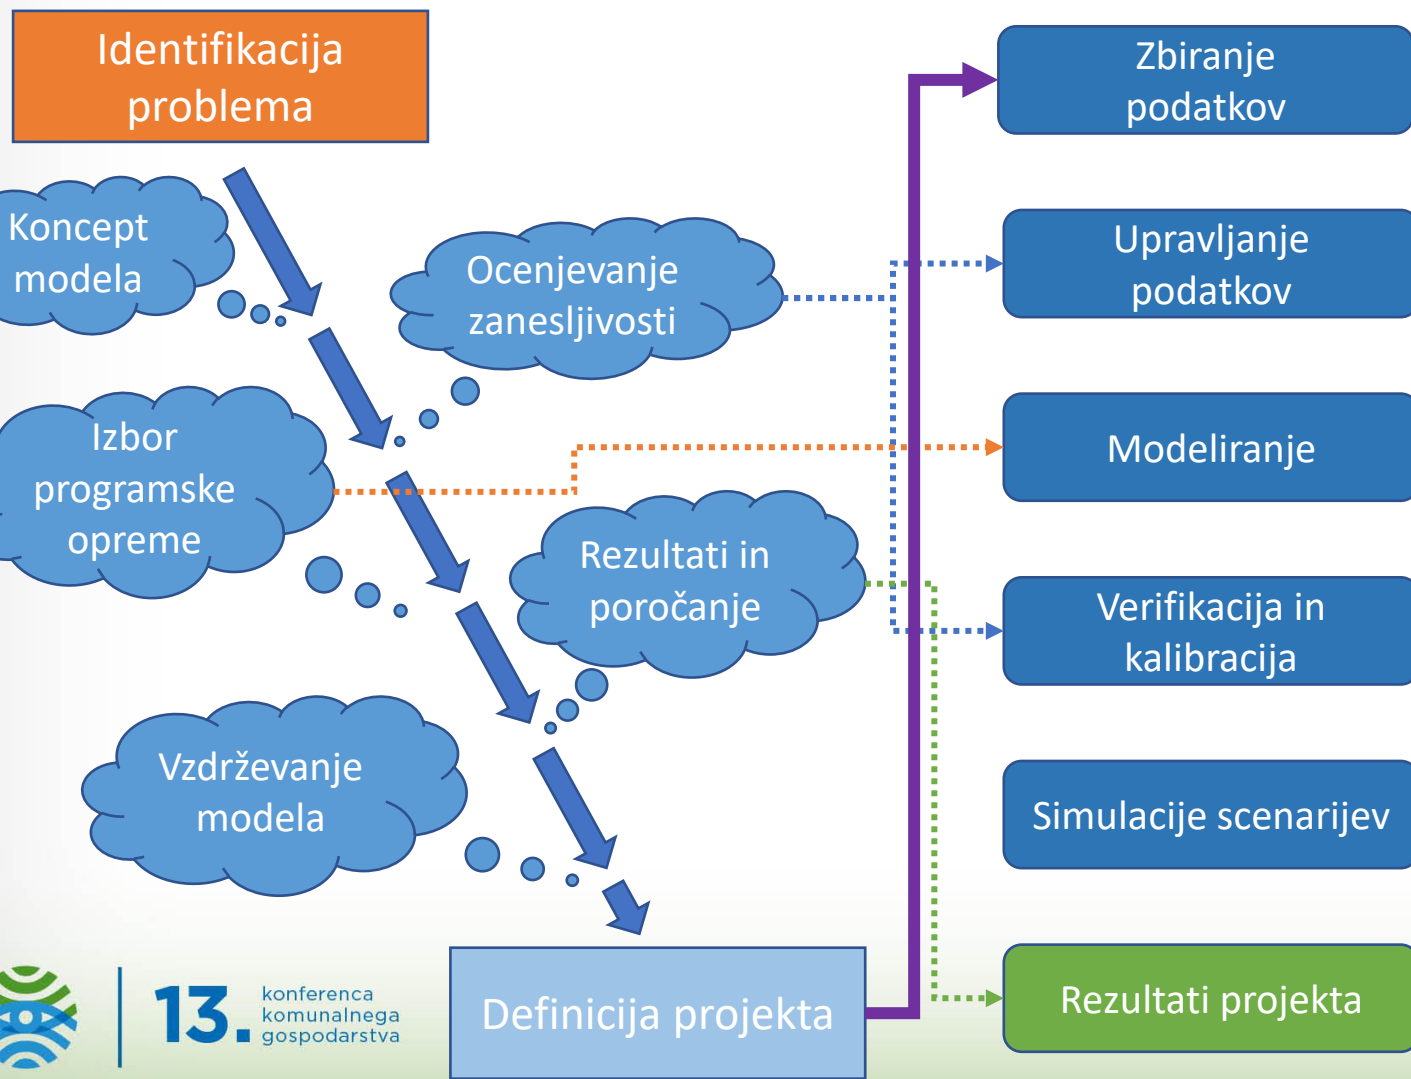 Identifikacija
problema
Koncept
modela
Ocenjevanje
zanesljivosti
Izbor
programske
opreme
Rezultati in
poročanje
Vzdrževanje
modela
Definicija projekta
Zbiranje
podatkov
Upravljanje
podatkov
Modeliranje
Verifikacija in
kalibracija
Simulacije scenarijev
Rezultati projekta
13.
konferenca
komunalnega
gospodarstva